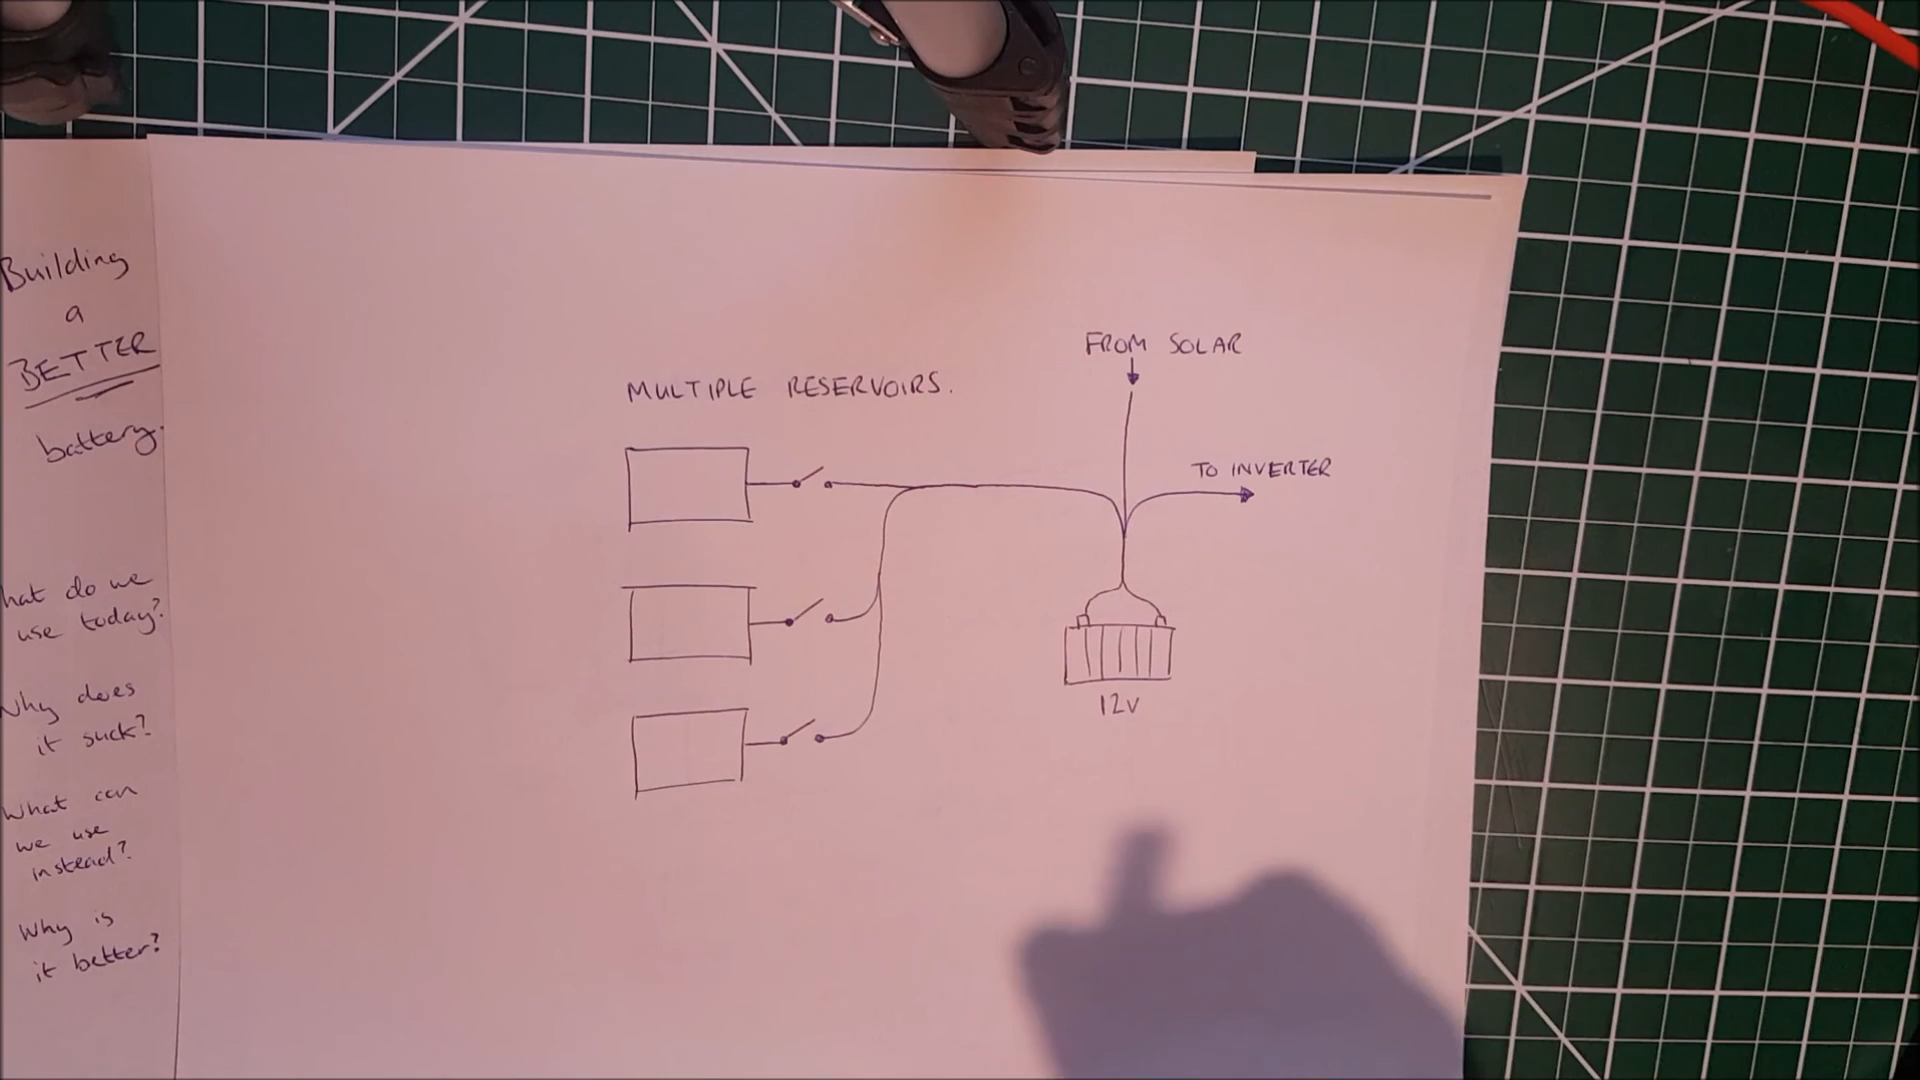 Building
a
BETTER
battery.
hat do we
use today?
Why does
it suck?
What can
we use
instead?
Why is
it better?
MULTIPLE RESERVOIRS.
FROM SOLAR
TO INVERTER
12V